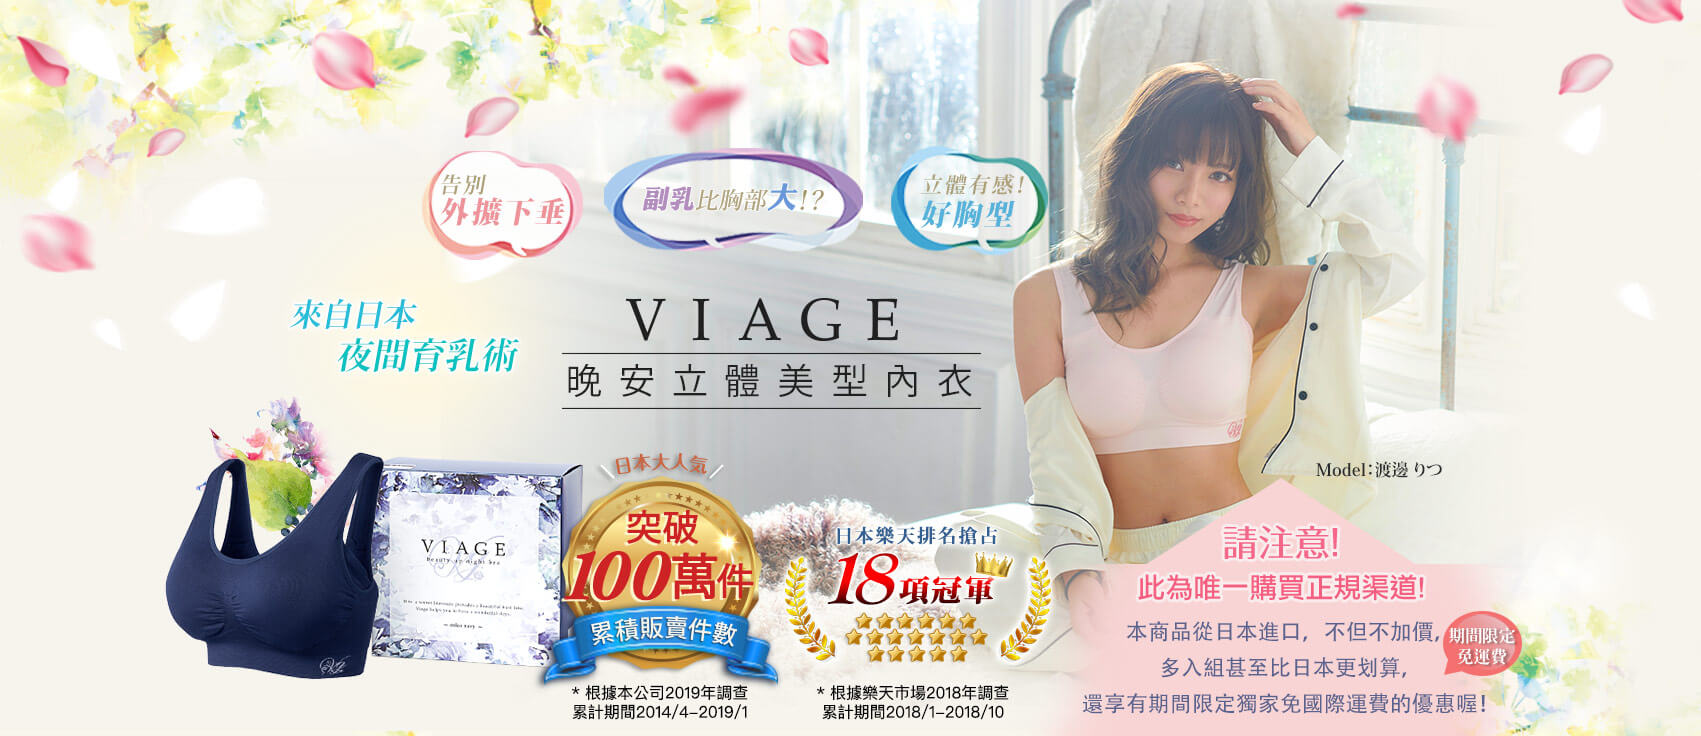 告別
外擴下垂
副乳比胸部大!?
立體有感!
好胸型
來自日本
夜間育乳術
VIAGE
晚安立體美型內衣
VIAGE
beauty up night bra
日本大人気
突破
100萬件
累積販賣件數
* 根據本公司2019年調查
累計期間2014/4-2019/1
日本樂天排名搶占
18項冠軍
* 根據樂天市場2018年調查
累計期間2018/1-2018/10
Model:渡邊りつ
請注意!
此為唯一購買正規渠道!
本商品從日本進口, 不但不加價,
多入組甚至比日本更划算,
還享有期間限定獨家免國際運費的優惠喔!
期間限定
免運費